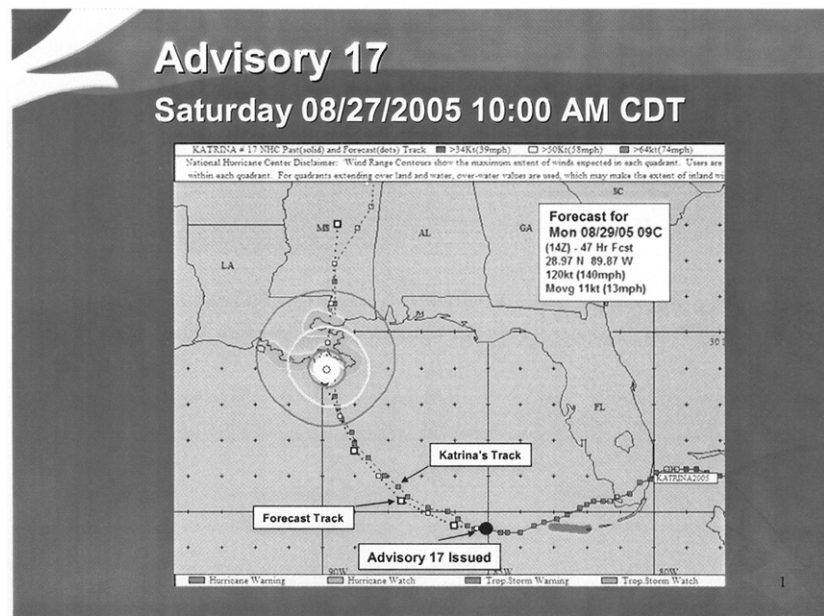 Advisory 17
Saturday 08/27/2005 10:00 AM CDT
KATRINA # 17 NHC Past(solid) and Forecast(dots) Track >34Kts(39mph) >50Kts(58mph) >64kt(74mph)
National Hurricane Center Disclaimer: 'Wind Range Contours show the maximum extent of winds expected in each quadrant. Users are
within each quadrant. For quadrants extending over land and water, over-water values are used, which may make the extent of inland wi
SC
MS
AL
GA
LA
Forecast for
Mon 08/29/05 09C
(14Z) - 47 Hr Fcst
28.97 N 89.87 W
120kt (140mph)
Movg 11kt (13mph)
30
FL
Katrina's Track
KATRINA2005
Forecast Track
Advisory 17 Issued
90W
85W
80W
Hurricane Warning Hurricane Watch Trop.Storm Warning Trop.Storm Watch
1